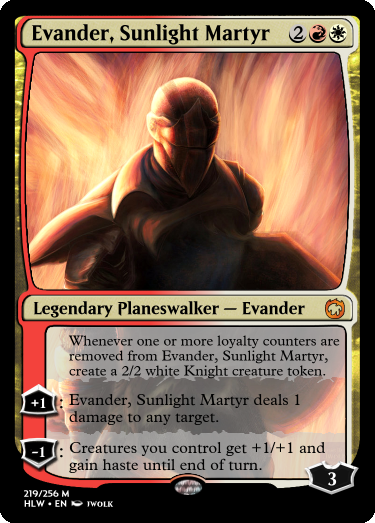 Evander, Sunlight Martyr 2
Legendary Planeswalker — Evander
Whenever one or more loyalty counters are
removed from Evander, Sunlight Martyr,
create a 2/2 white Knight creature token.
+1: Evander, Sunlight Martyr deals 1
damage to any target.
-1: Creatures you control get +1/+1 and
gain haste until end of turn.
3
219/256 M
HLW • EN JWOLK